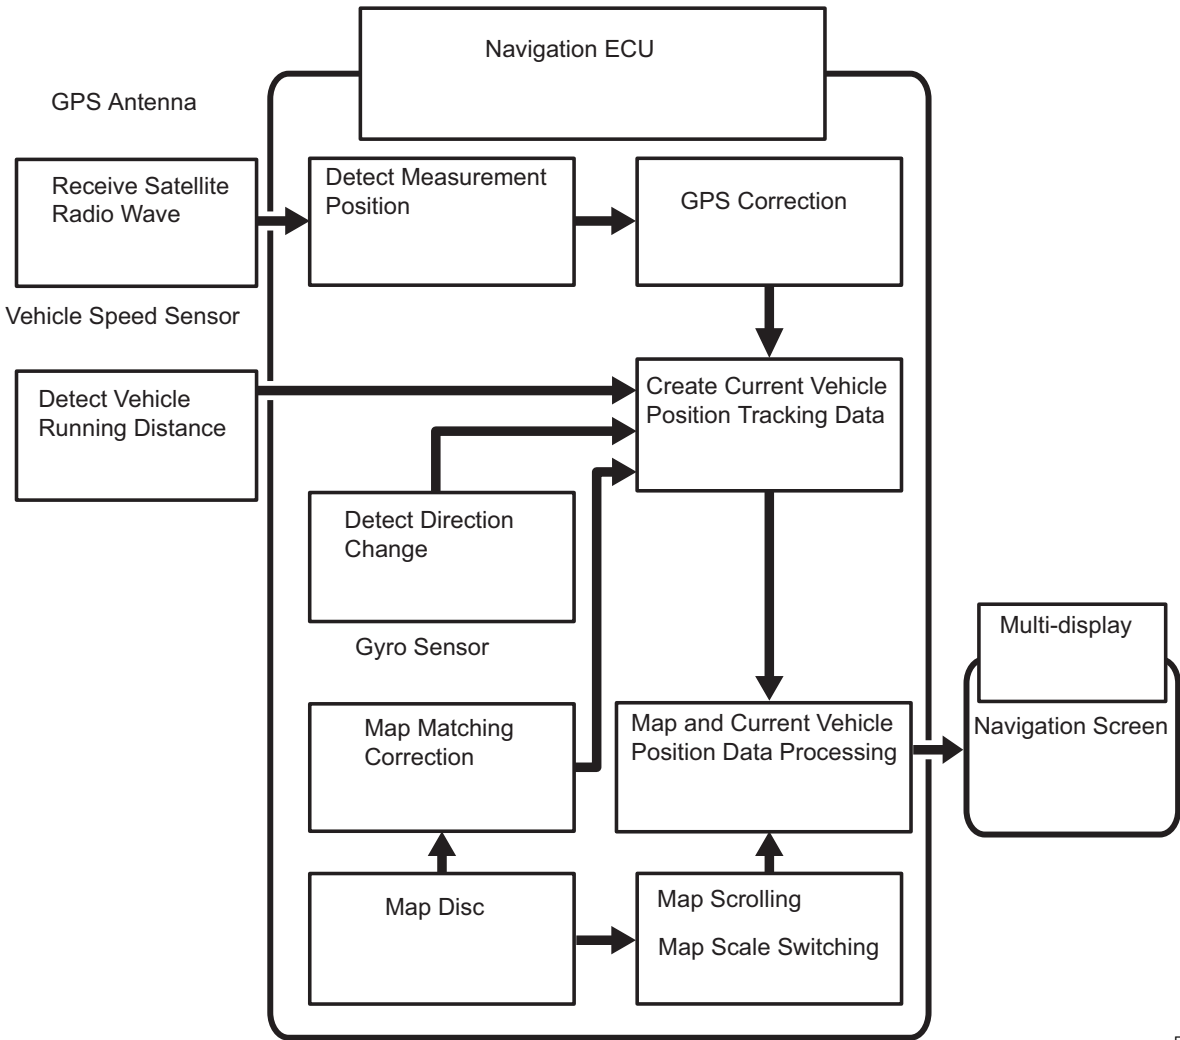 Navigation ECU
GPS Antenna
Receive Satellite
Radio Wave
Detect Measurement
Position
GPS Correction
Vehicle Speed Sensor
Detect Vehicle
Running Distance
Create Current Vehicle
Position Tracking Data
Detect Direction
Change
Gyro Sensor
Multi-display
Navigation Screen
Map Matching
Correction
Map and Current Vehicle
Position Data Processing
Map Disc
Map Scrolling
Map Scale Switching